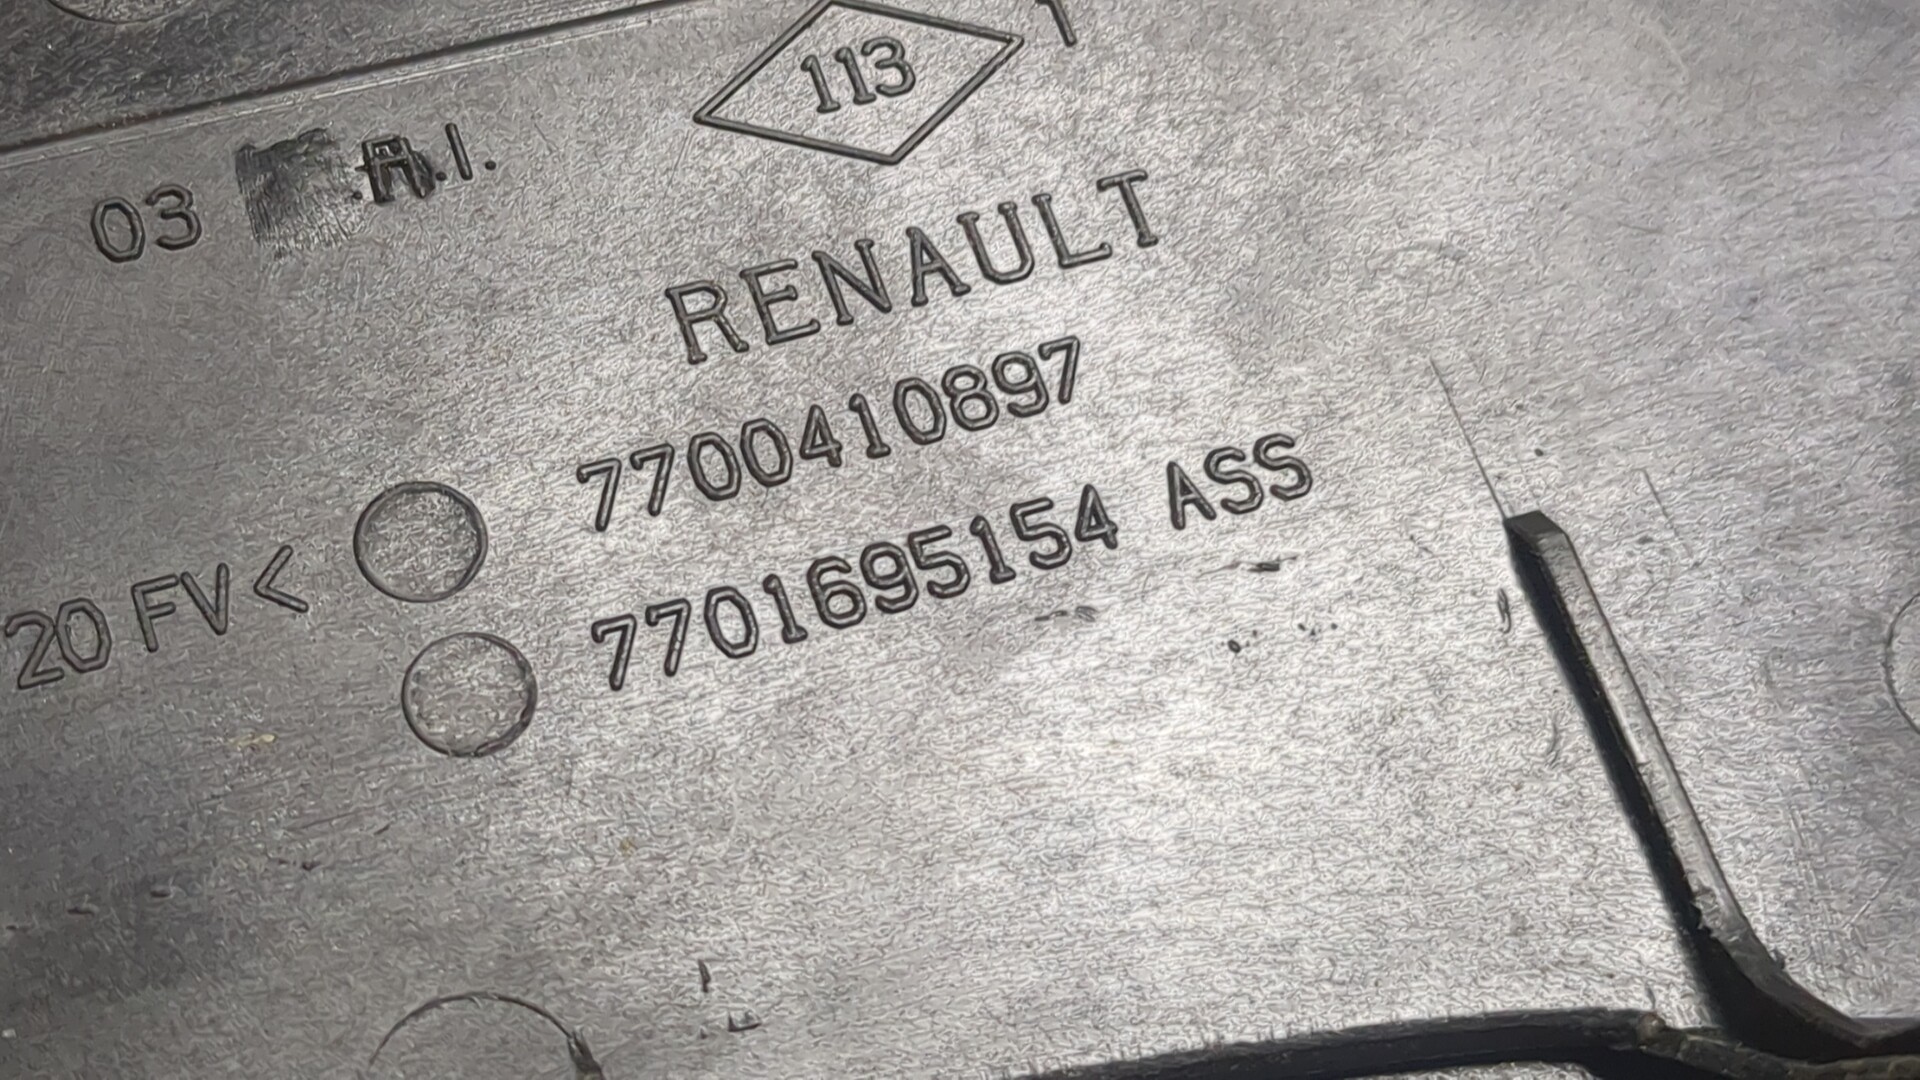 113
03 .A.I.
RENAULT
7700410897
7701695154 ASS
20 FV <